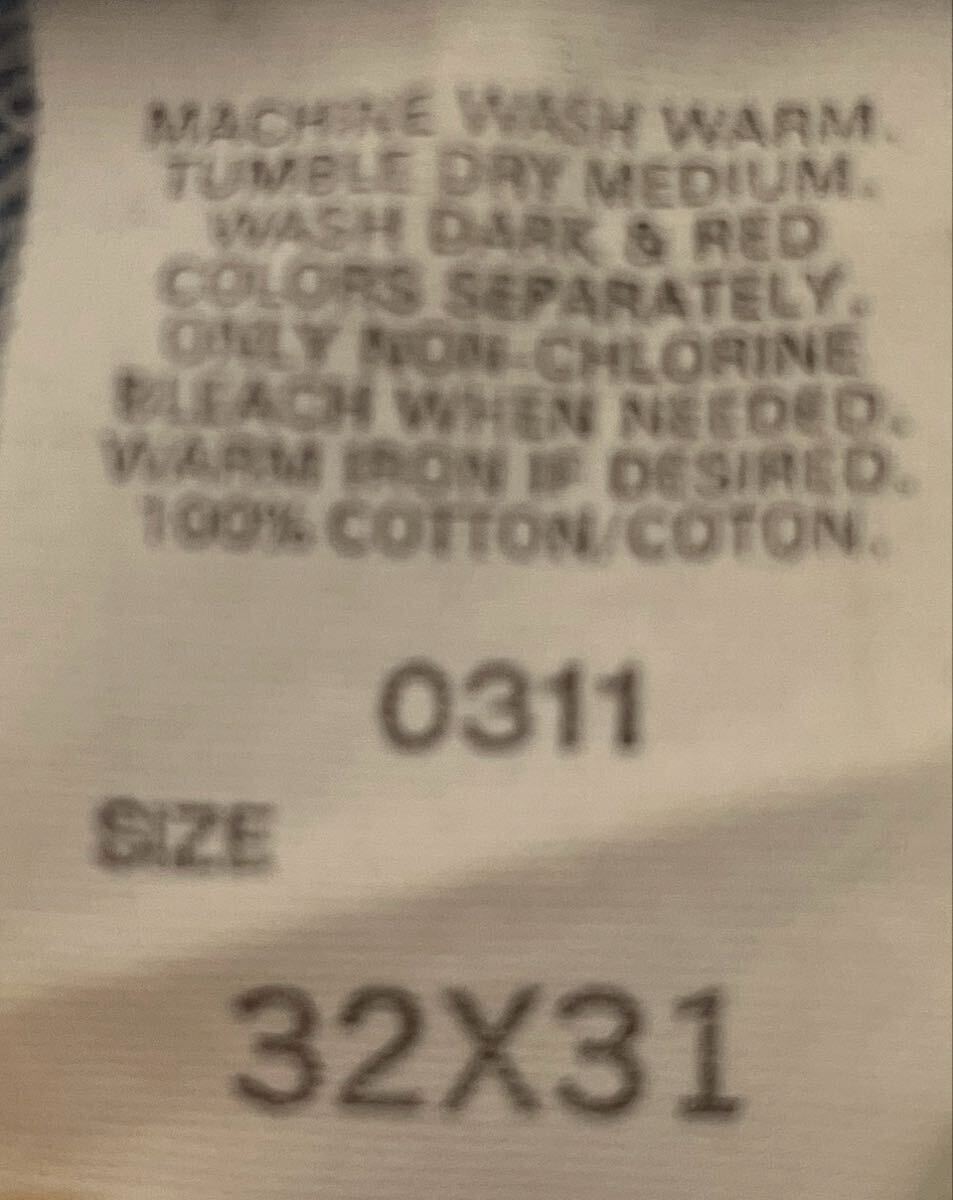 MACHINE WASH WARM.
TUMBLE DRY MEDIUM.
WASH DARK & RED
COLORS SEPARATELY.
ONLY NON-CHLORINE
BLEACH WHEN NEEDED.
WARM IRON IF DESIRED.
100% COTTON/COTON.
0311
SIZE
32X31